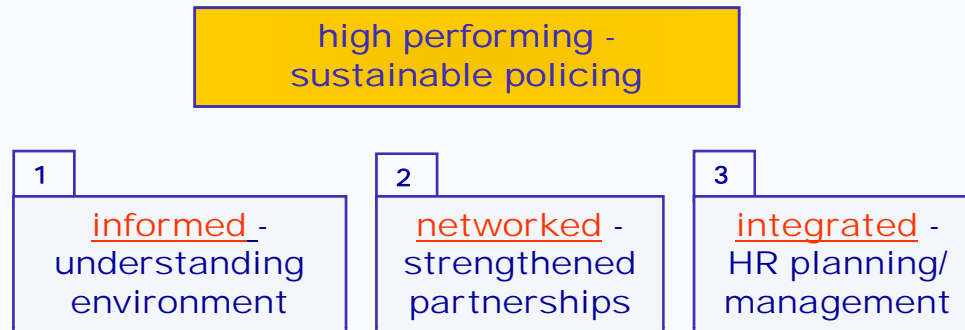 high performing -
sustainable policing
1
informed -
understanding
environment
2
networked -
strengthened
partnerships
3
integrated -
HR planning/
management